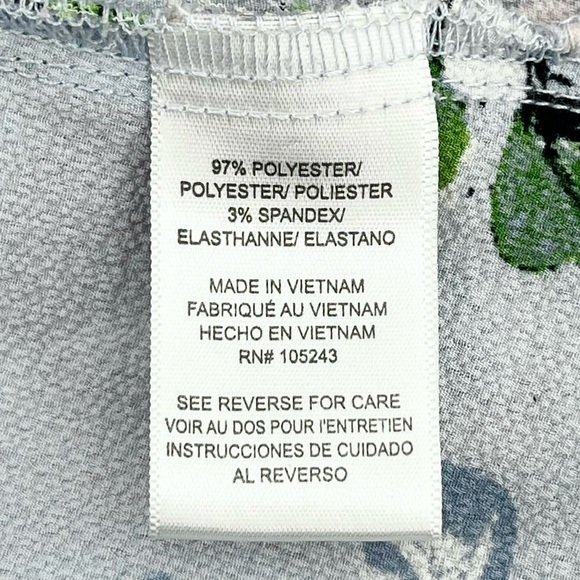 97% POLYESTER/
POLYESTER/ POLIESTER
3% SPANDEX/
ELASTHANNE/ ELASTANO
MADE IN VIETNAM
FABRIQUÉ AU VIETNAM
HECHO EN VIETNAM
RN# 105243
SEE REVERSE FOR CARE
VOIR AU DOS POUR I'ENTRETIEN
INSTRUCCIONES DE CUIDADO
AL REVERSO